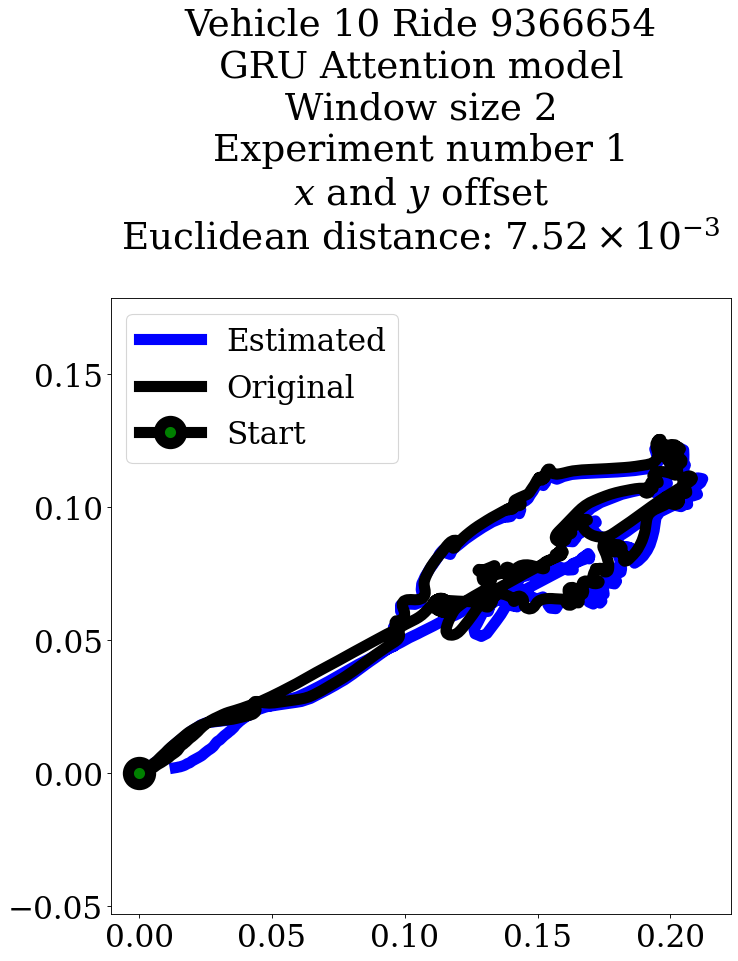 Vehicle 10 Ride 9366654
GRU Attention model
Window size 2
Experiment number 1
x and y offset
Euclidean distance: 7.52 × 10⁻³
Estimated
Original
Start
0.15
0.10
0.05
0.00
−0.05
0.00 0.05 0.10 0.15 0.20